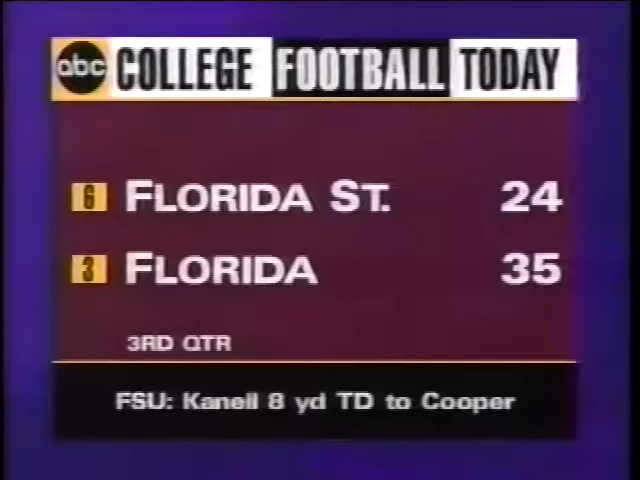 abc COLLEGE FOOTBALL TODAY
6 FLORIDA ST. 24
3 FLORIDA 35
3RD QTR
FSU: Kanell 8 yd TD to Cooper